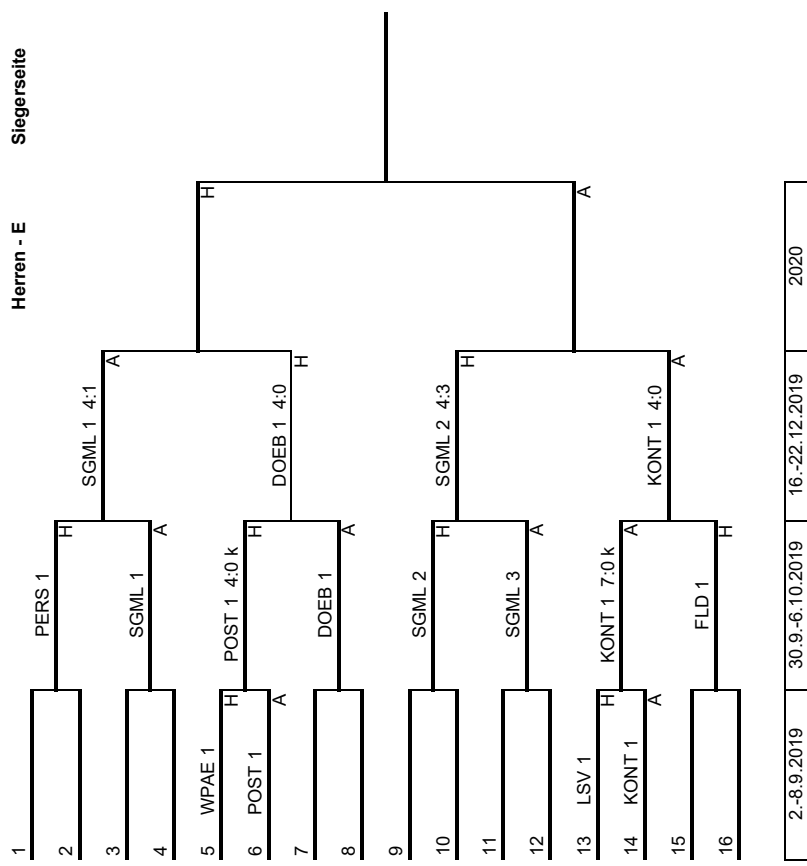 Herren - E Siegerseite
1
2
3
4
5 WPAE 1 H
6 POST 1 A
7
8
9
10
11
12
13 LSV 1 H
14 KONT 1 A
15
16
PERS 1 H
SGML 1 A
POST 1 4:0 k H
DOEB 1 A
SGML 2 H
SGML 3 A
KONT 1 7:0 k A
FLD 1 H
SGML 1 4:1 A
DOEB 1 4:0 H
SGML 2 4:3 H
KONT 1 4:0 A
H
A
2.-8.9.2019 30.9.-6.10.2019 16.-22.12.2019 2020